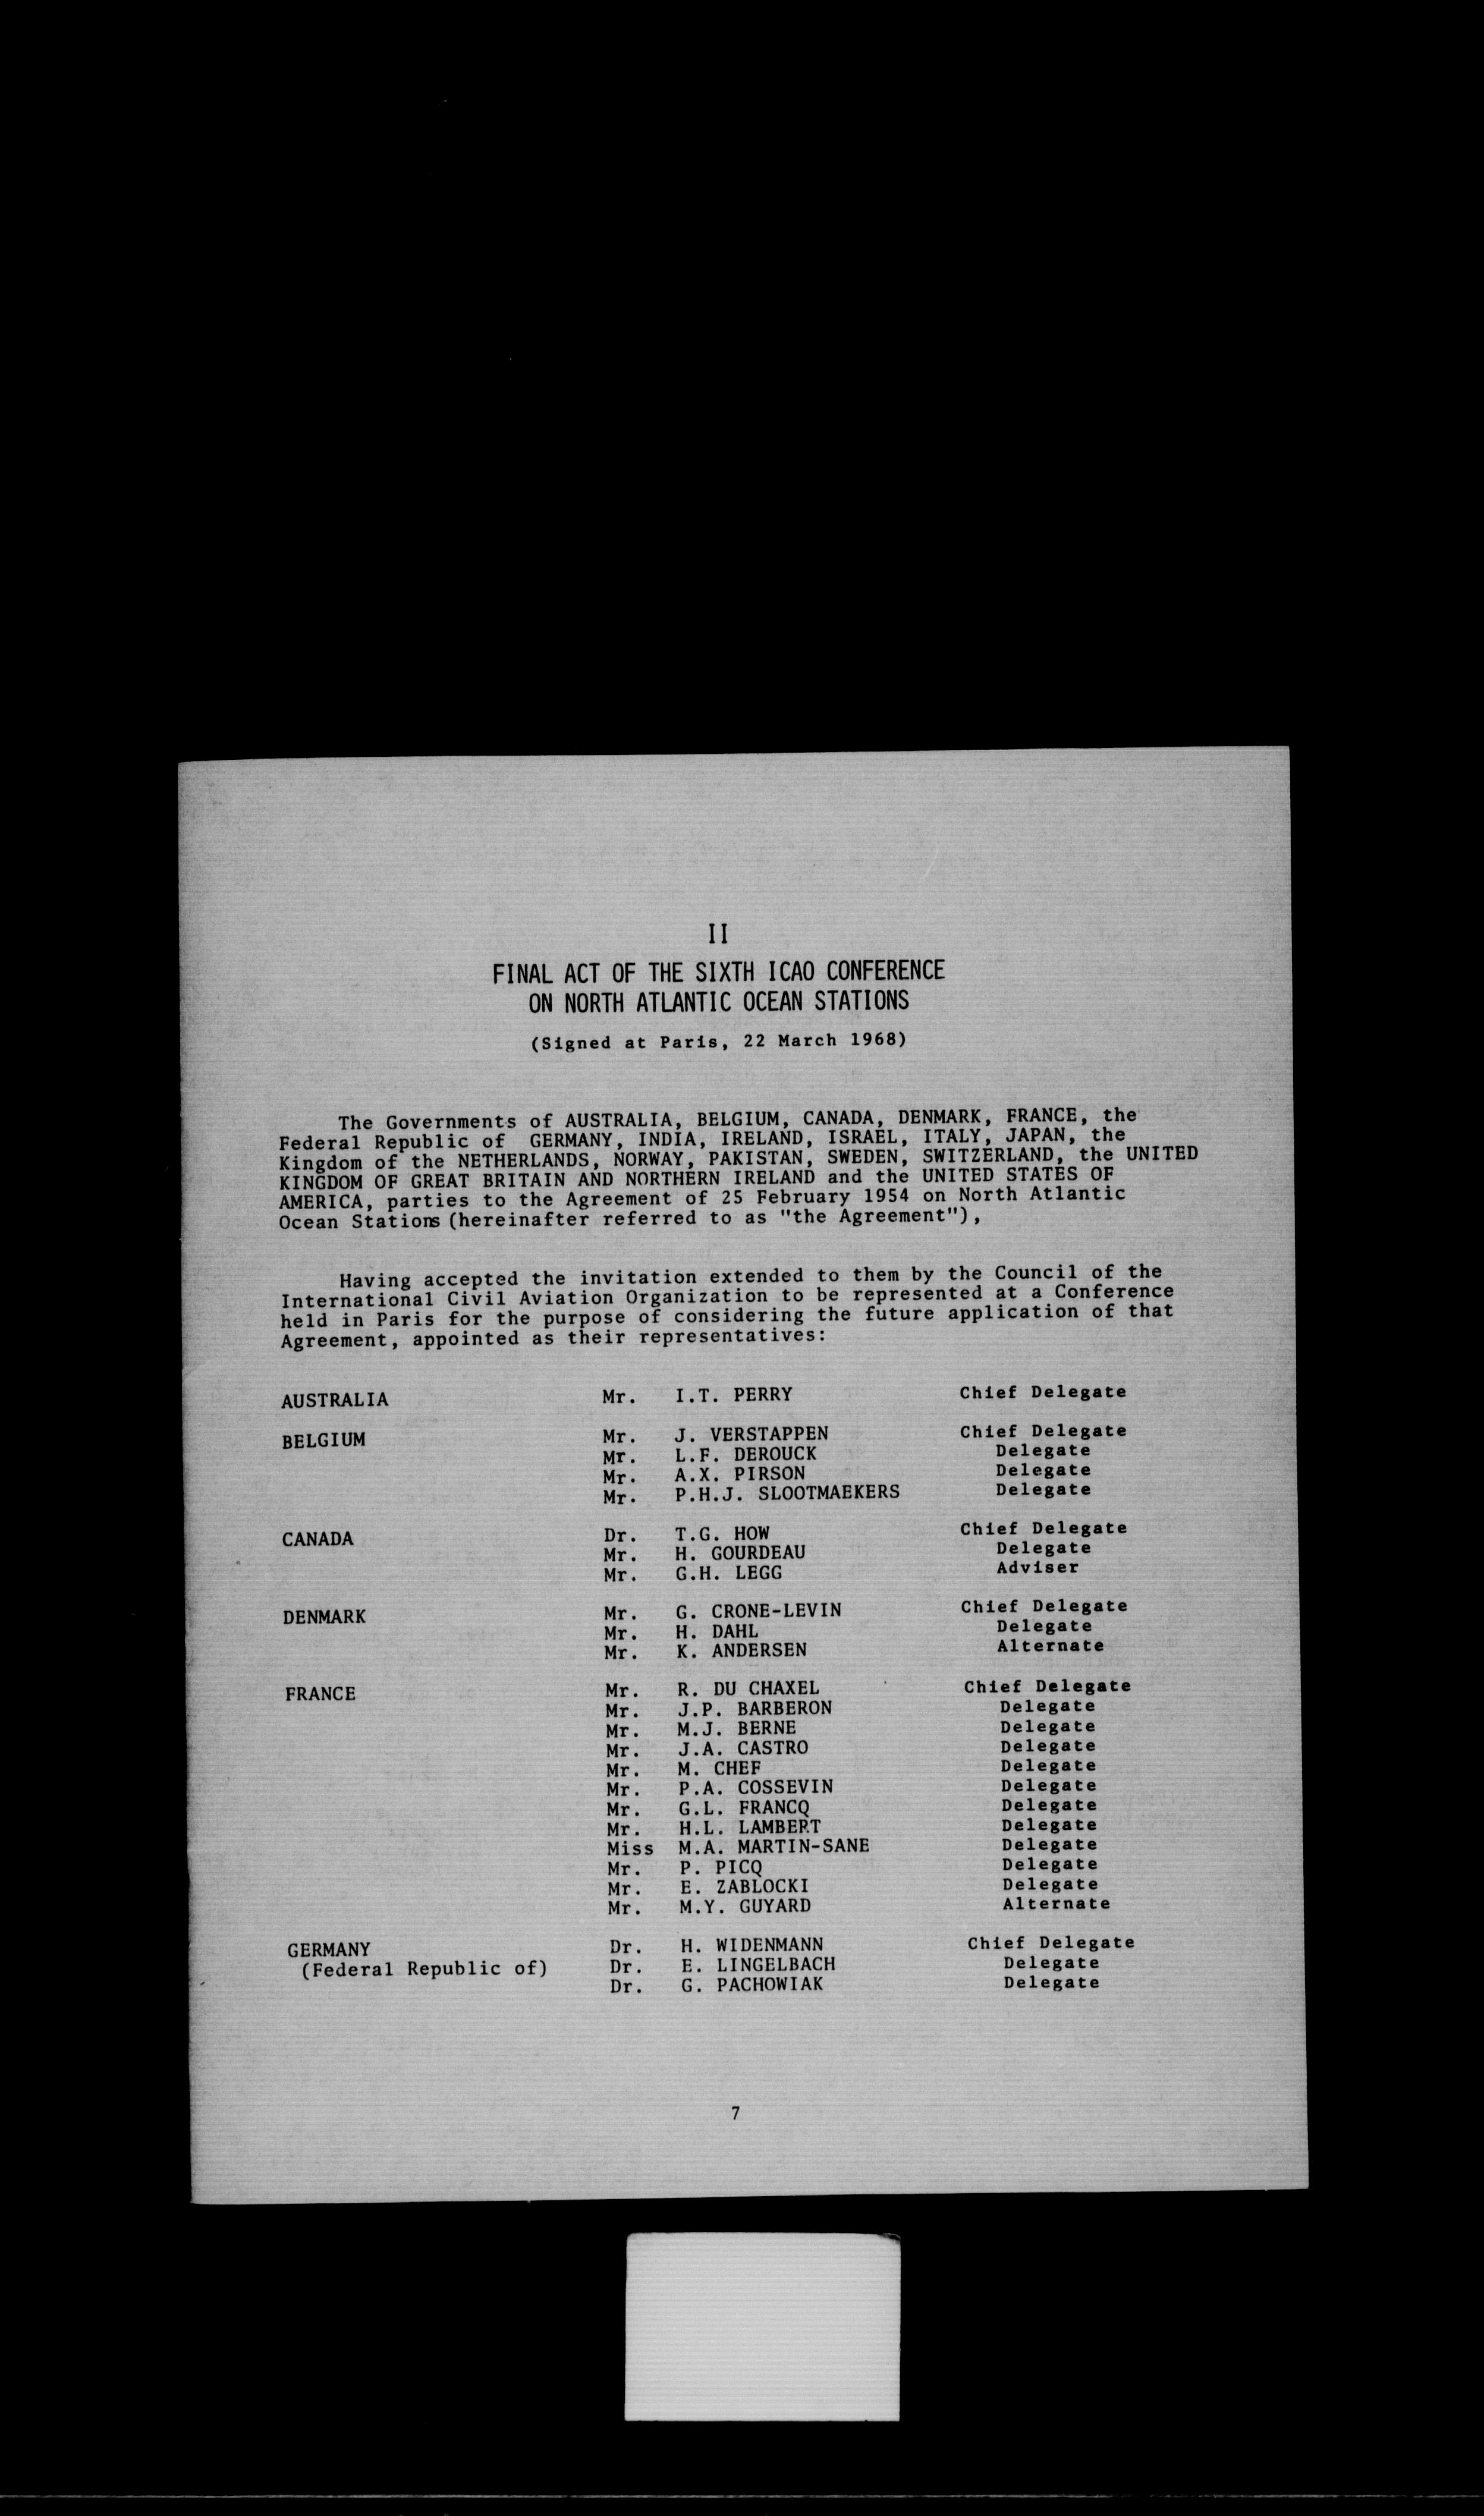 II
FINAL ACT OF THE SIXTH ICAO CONFERENCE
ON NORTH ATLANTIC OCEAN STATIONS
(Signed at Paris, 22 March 1968)
The Governments of AUSTRALIA, BELGIUM, CANADA, DENMARK, FRANCE, the
Federal Republic of GERMANY, INDIA, IRELAND, ISRAEL, ITALY, JAPAN, the
Kingdom of the NETHERLANDS, NORWAY, PAKISTAN, SWEDEN, SWITZERLAND, the UNITED
KINGDOM OF GREAT BRITAIN AND NORTHERN IRELAND and the UNITED STATES OF
AMERICA, parties to the Agreement of 25 February 1954 on North Atlantic
Ocean Stations (hereinafter referred to as "the Agreement"),
Having accepted the invitation extended to them by the Council of the
International Civil Aviation Organization to be represented at a Conference
held in Paris for the purpose of considering the future application of that
Agreement, appointed as their representatives:
AUSTRALIA Mr. I.T. PERRY Chief Delegate
BELGIUM Mr. J. VERSTAPPEN Chief Delegate
Mr. L.F. DEROUCK Delegate
Mr. A.X. PIRSON Delegate
Mr. P.H.J. SLOOTMAEKERS Delegate
CANADA Dr. T.G. HOW Chief Delegate
Mr. H. GOURDEAU Delegate
Mr. G.H. LEGG Adviser
DENMARK Mr. G. CRONE-LEVIN Chief Delegate
Mr. H. DAHL Delegate
Mr. K. ANDERSEN Alternate
FRANCE Mr. R. DU CHAXEL Chief Delegate
Mr. J.P. BARBERON Delegate
Mr. M.J. BERNE Delegate
Mr. J.A. CASTRO Delegate
Mr. M. CHEF Delegate
Mr. P.A. COSSEVIN Delegate
Mr. G.L. FRANCQ Delegate
Mr. H.L. LAMBERT Delegate
Miss M.A. MARTIN-SANE Delegate
Mr. P. PICQ Delegate
Mr. E. ZABLOCKI Delegate
Mr. M.Y. GUYARD Alternate
GERMANY Dr. H. WIDENMANN Chief Delegate
(Federal Republic of) Dr. E. LINGELBACH Delegate
Dr. G. PACHOWIAK Delegate
7